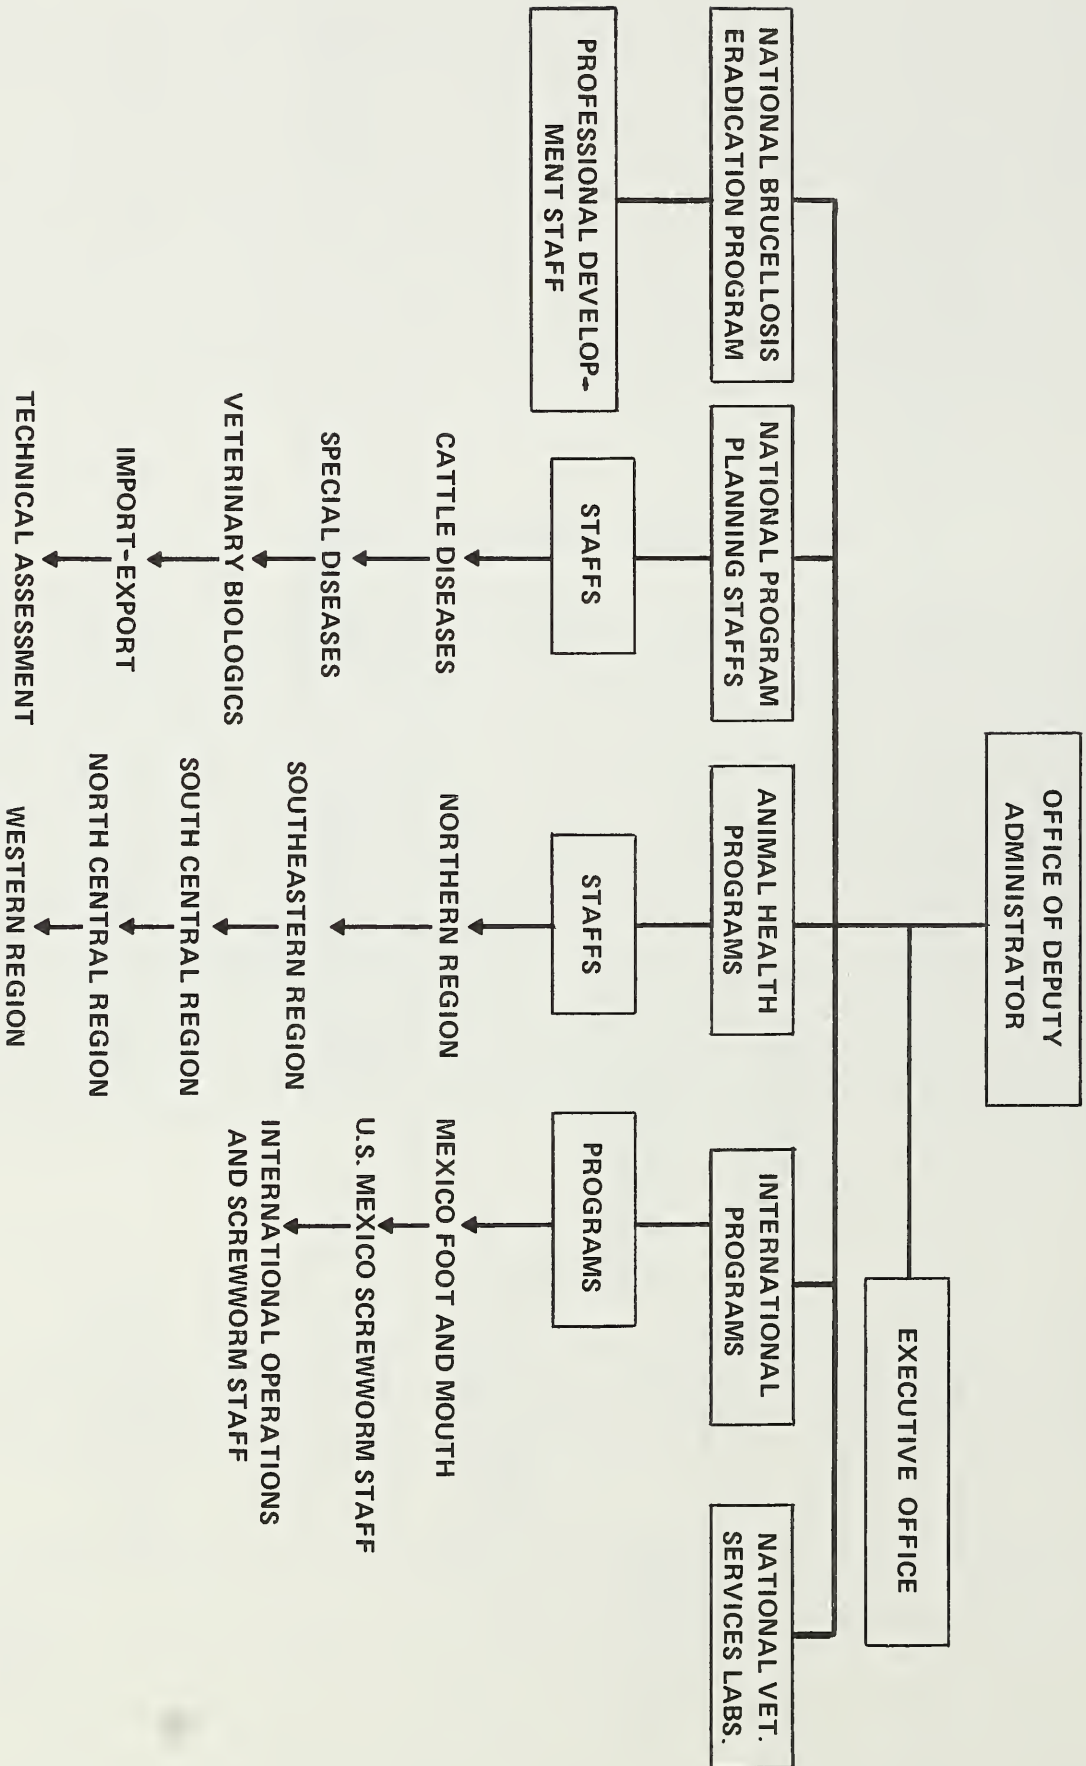 OFFICE OF DEPUTY
ADMINISTRATOR
EXECUTIVE OFFICE
NATIONAL BRUCELLOSIS
ERADICATION PROGRAM
PROFESSIONAL DEVELOP-
MENT STAFF
NATIONAL PROGRAM
PLANNING STAFFS
STAFFS
CATTLE DISEASES
SPECIAL DISEASES
VETERINARY BIOLOGICS
IMPORT-EXPORT
TECHNICAL ASSESSMENT
ANIMAL HEALTH
PROGRAMS
STAFFS
NORTHERN REGION
SOUTHEASTERN REGION
SOUTH CENTRAL REGION
NORTH CENTRAL REGION
WESTERN REGION
INTERNATIONAL
PROGRAMS
PROGRAMS
MEXICO FOOT AND MOUTH
U.S. MEXICO SCREWWORM STAFF
INTERNATIONAL OPERATIONS
AND SCREWWORM STAFF
NATIONAL VET.
SERVICES LABS.